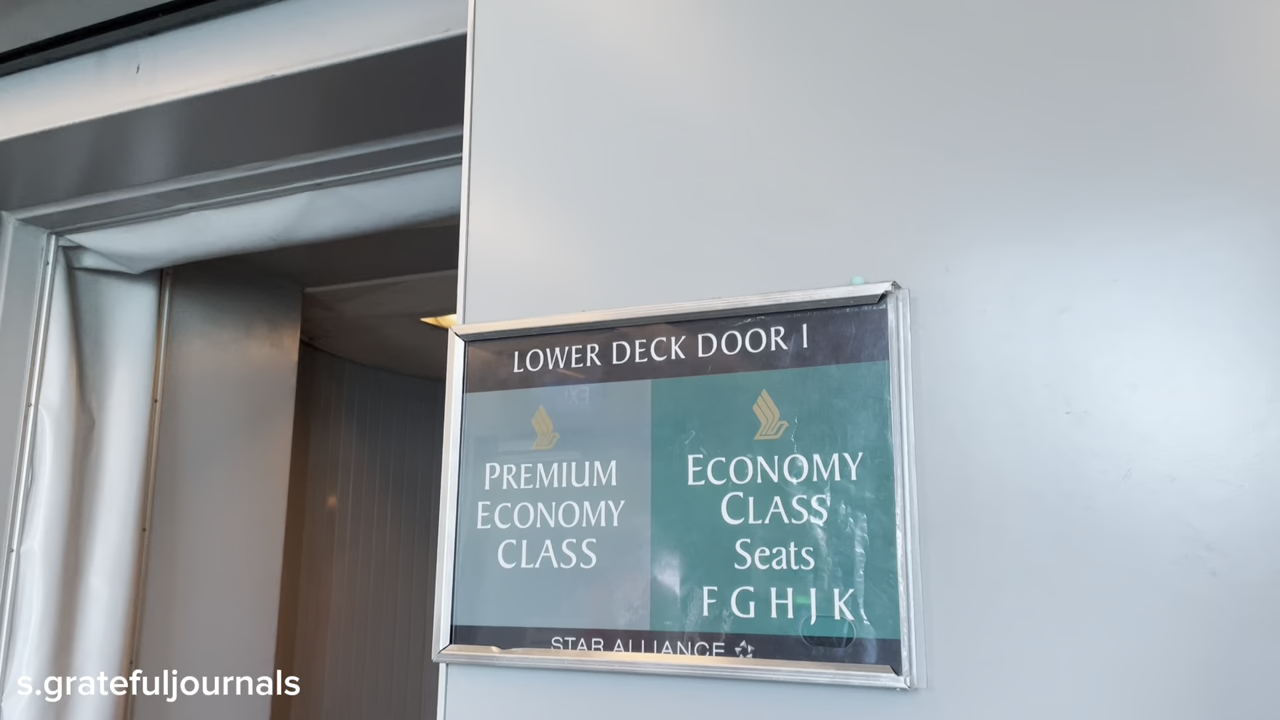 LOWER DECK DOOR 1
PREMIUM
ECONOMY
CLASS
ECONOMY
CLASS
Seats
F G H J K
STAR ALLIANCE
s.gratefuljournals